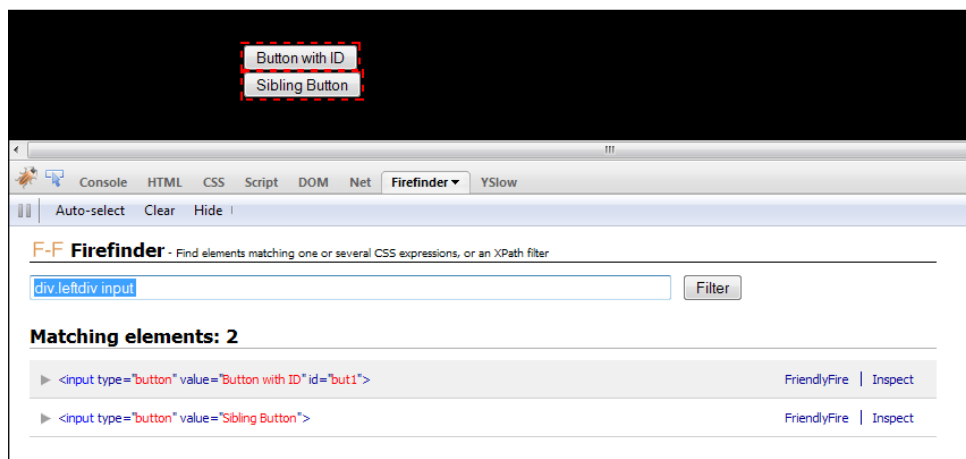 Button with ID
Sibling Button
Console HTML CSS Script DOM Net Firefinder YSlow
Auto-select Clear Hide
F-F Firefinder - Find elements matching one or several CSS expressions, or an XPath filter
div.leftdiv input Filter
Matching elements: 2
<input type="button" value="Button with ID" id="but1"> FriendlyFire | Inspect
<input type="button" value="Sibling Button"> FriendlyFire | Inspect